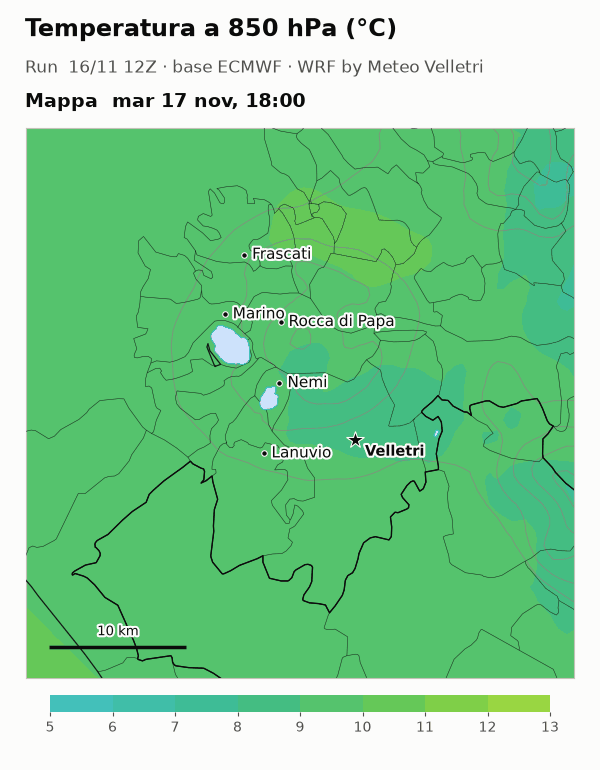 Temperatura a 850 hPa (°C)
Run  16/11 12Z · base ECMWF · WRF by Meteo Velletri
Mappa  mar 17 nov, 18:00
Frascati
Marino
Rocca di Papa
Nemi
Velletri
Lanuvio
10 km
5 6 7 8 9 10 11 12 13